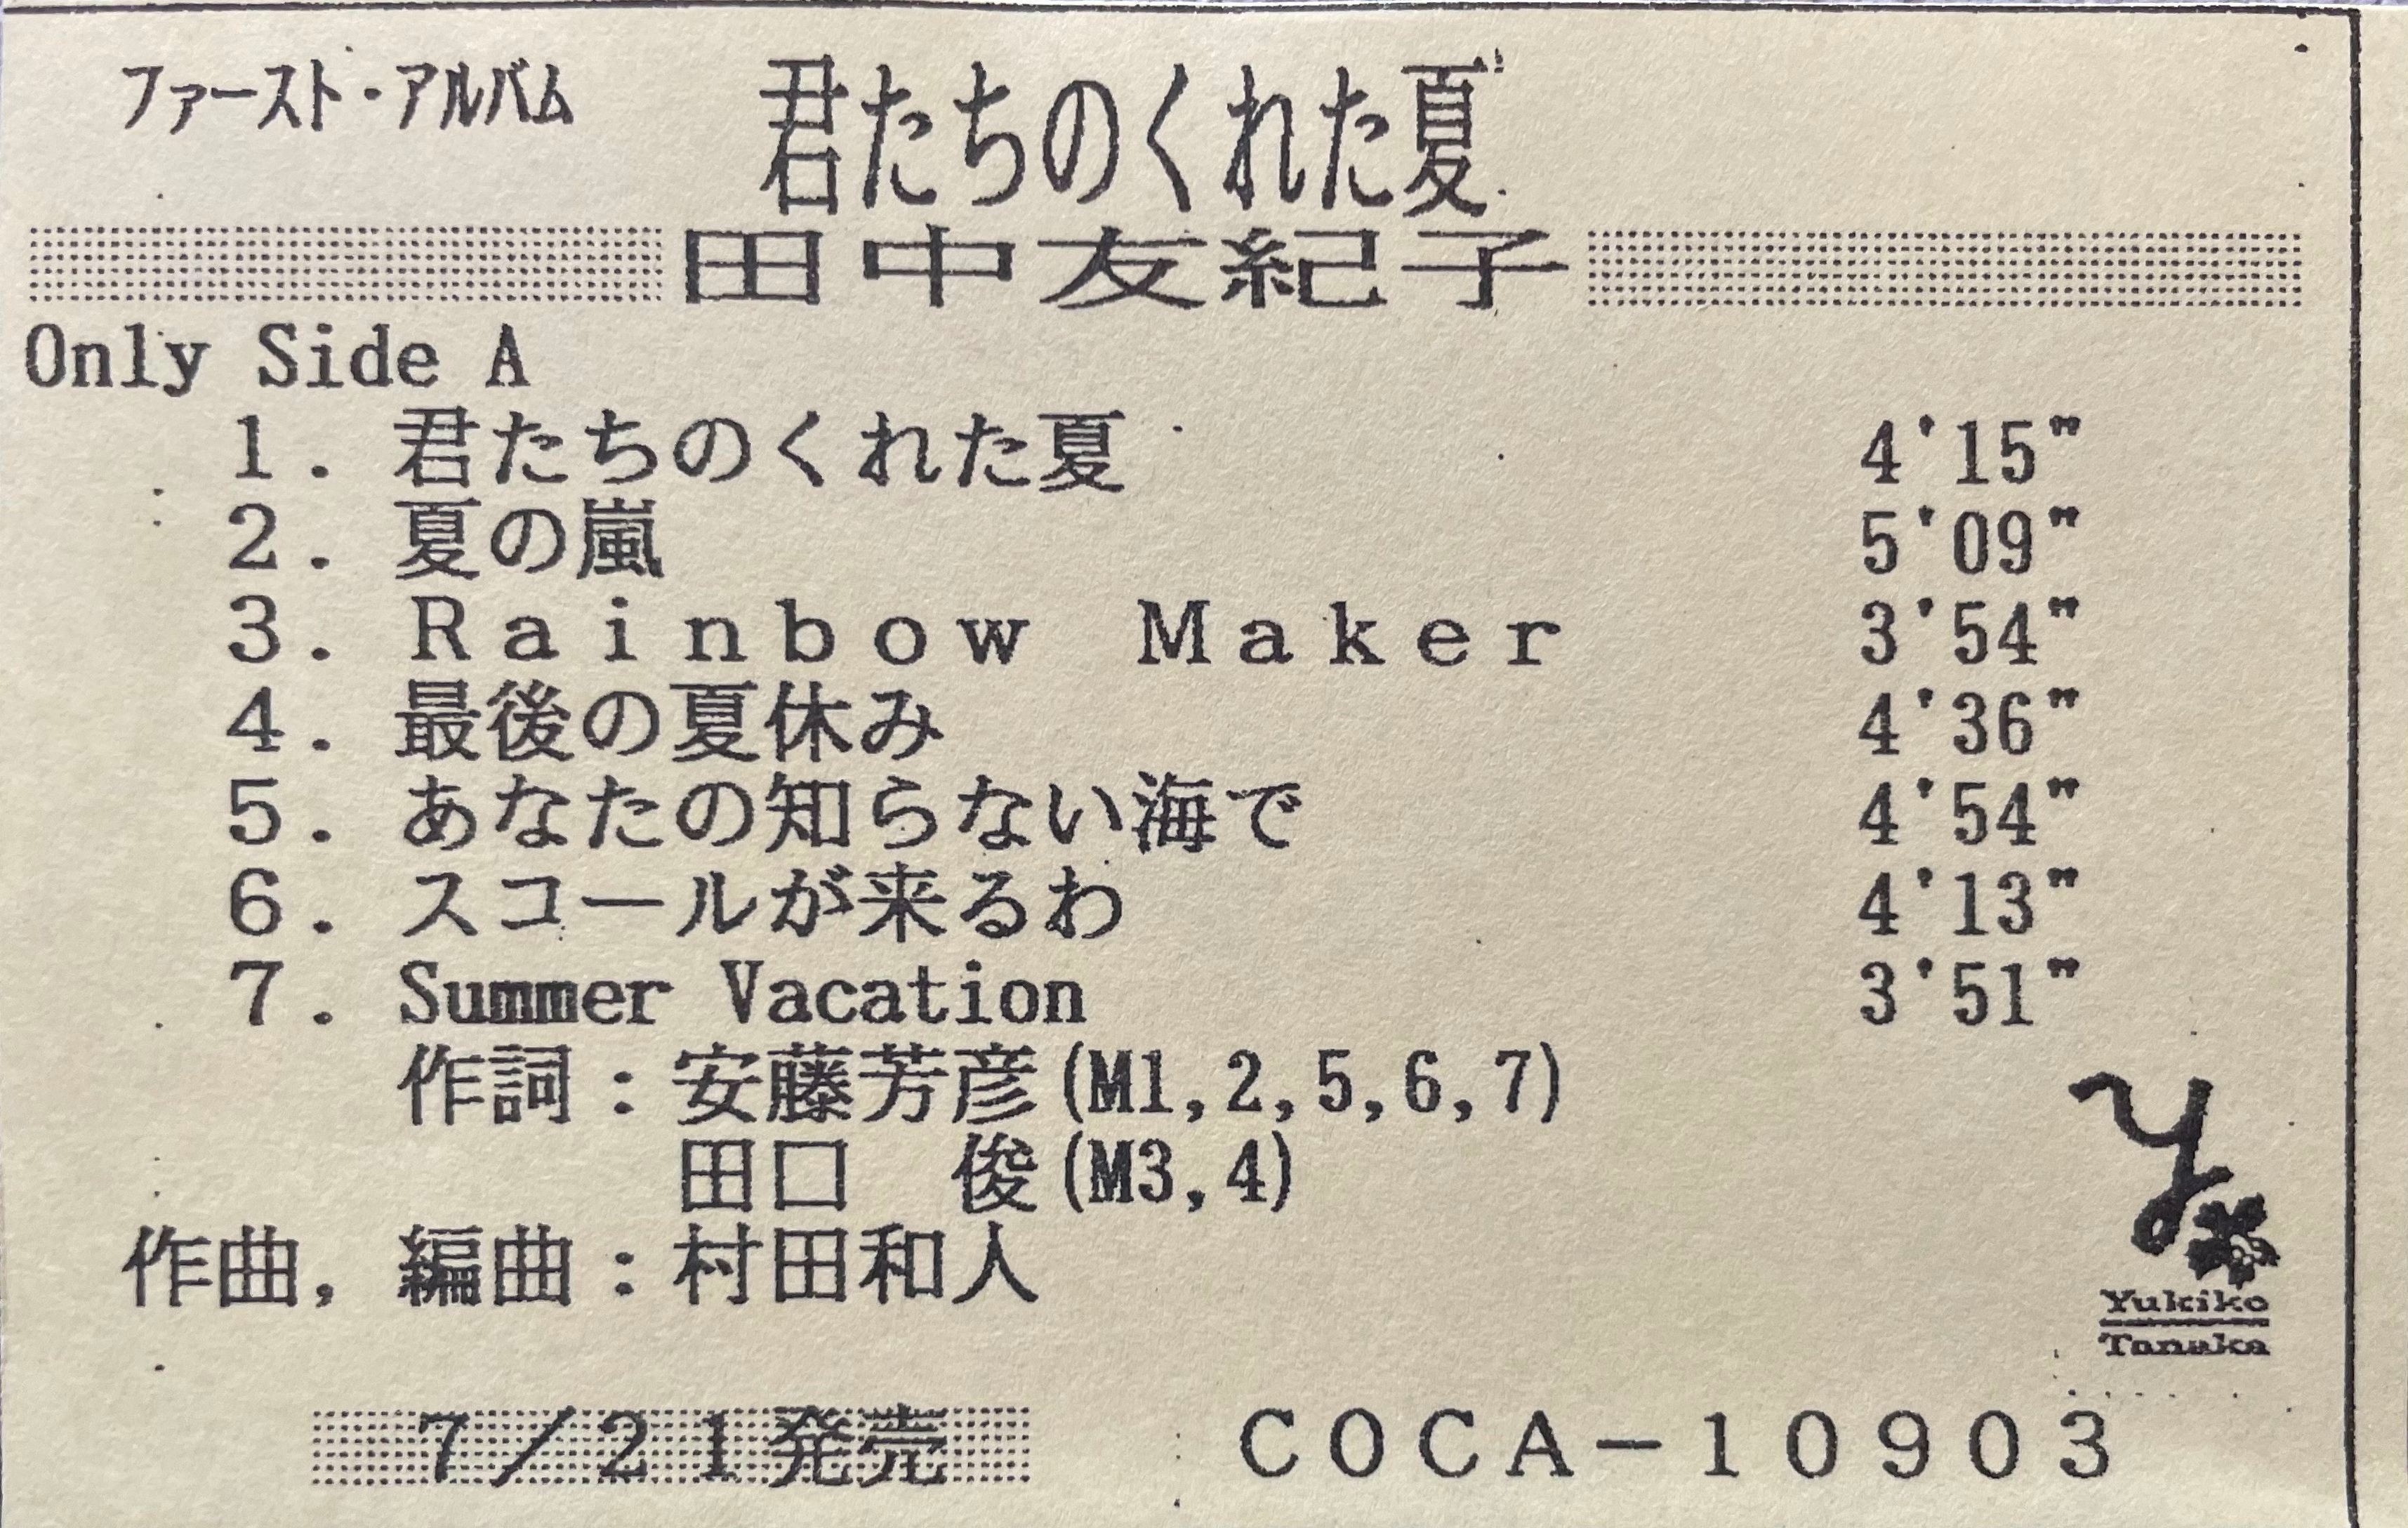 ファースト・アルバム 君たちのくれた夏
田中友紀子
Only Side A
1. 君たちのくれた夏 4'15"
2. 夏の嵐 5'09"
3. Rainbow Maker 3'54"
4. 最後の夏休み 4'36"
5. あなたの知らない海で 4'54"
6. スコールが来るわ 4'13"
7. Summer Vacation 3'51"
作詞:安藤芳彦(M1,2,5,6,7)
田口 俊(M3,4)
作曲,編曲:村田和人
y
Yukiko
Tanaka
7/21発売 COCA-10903